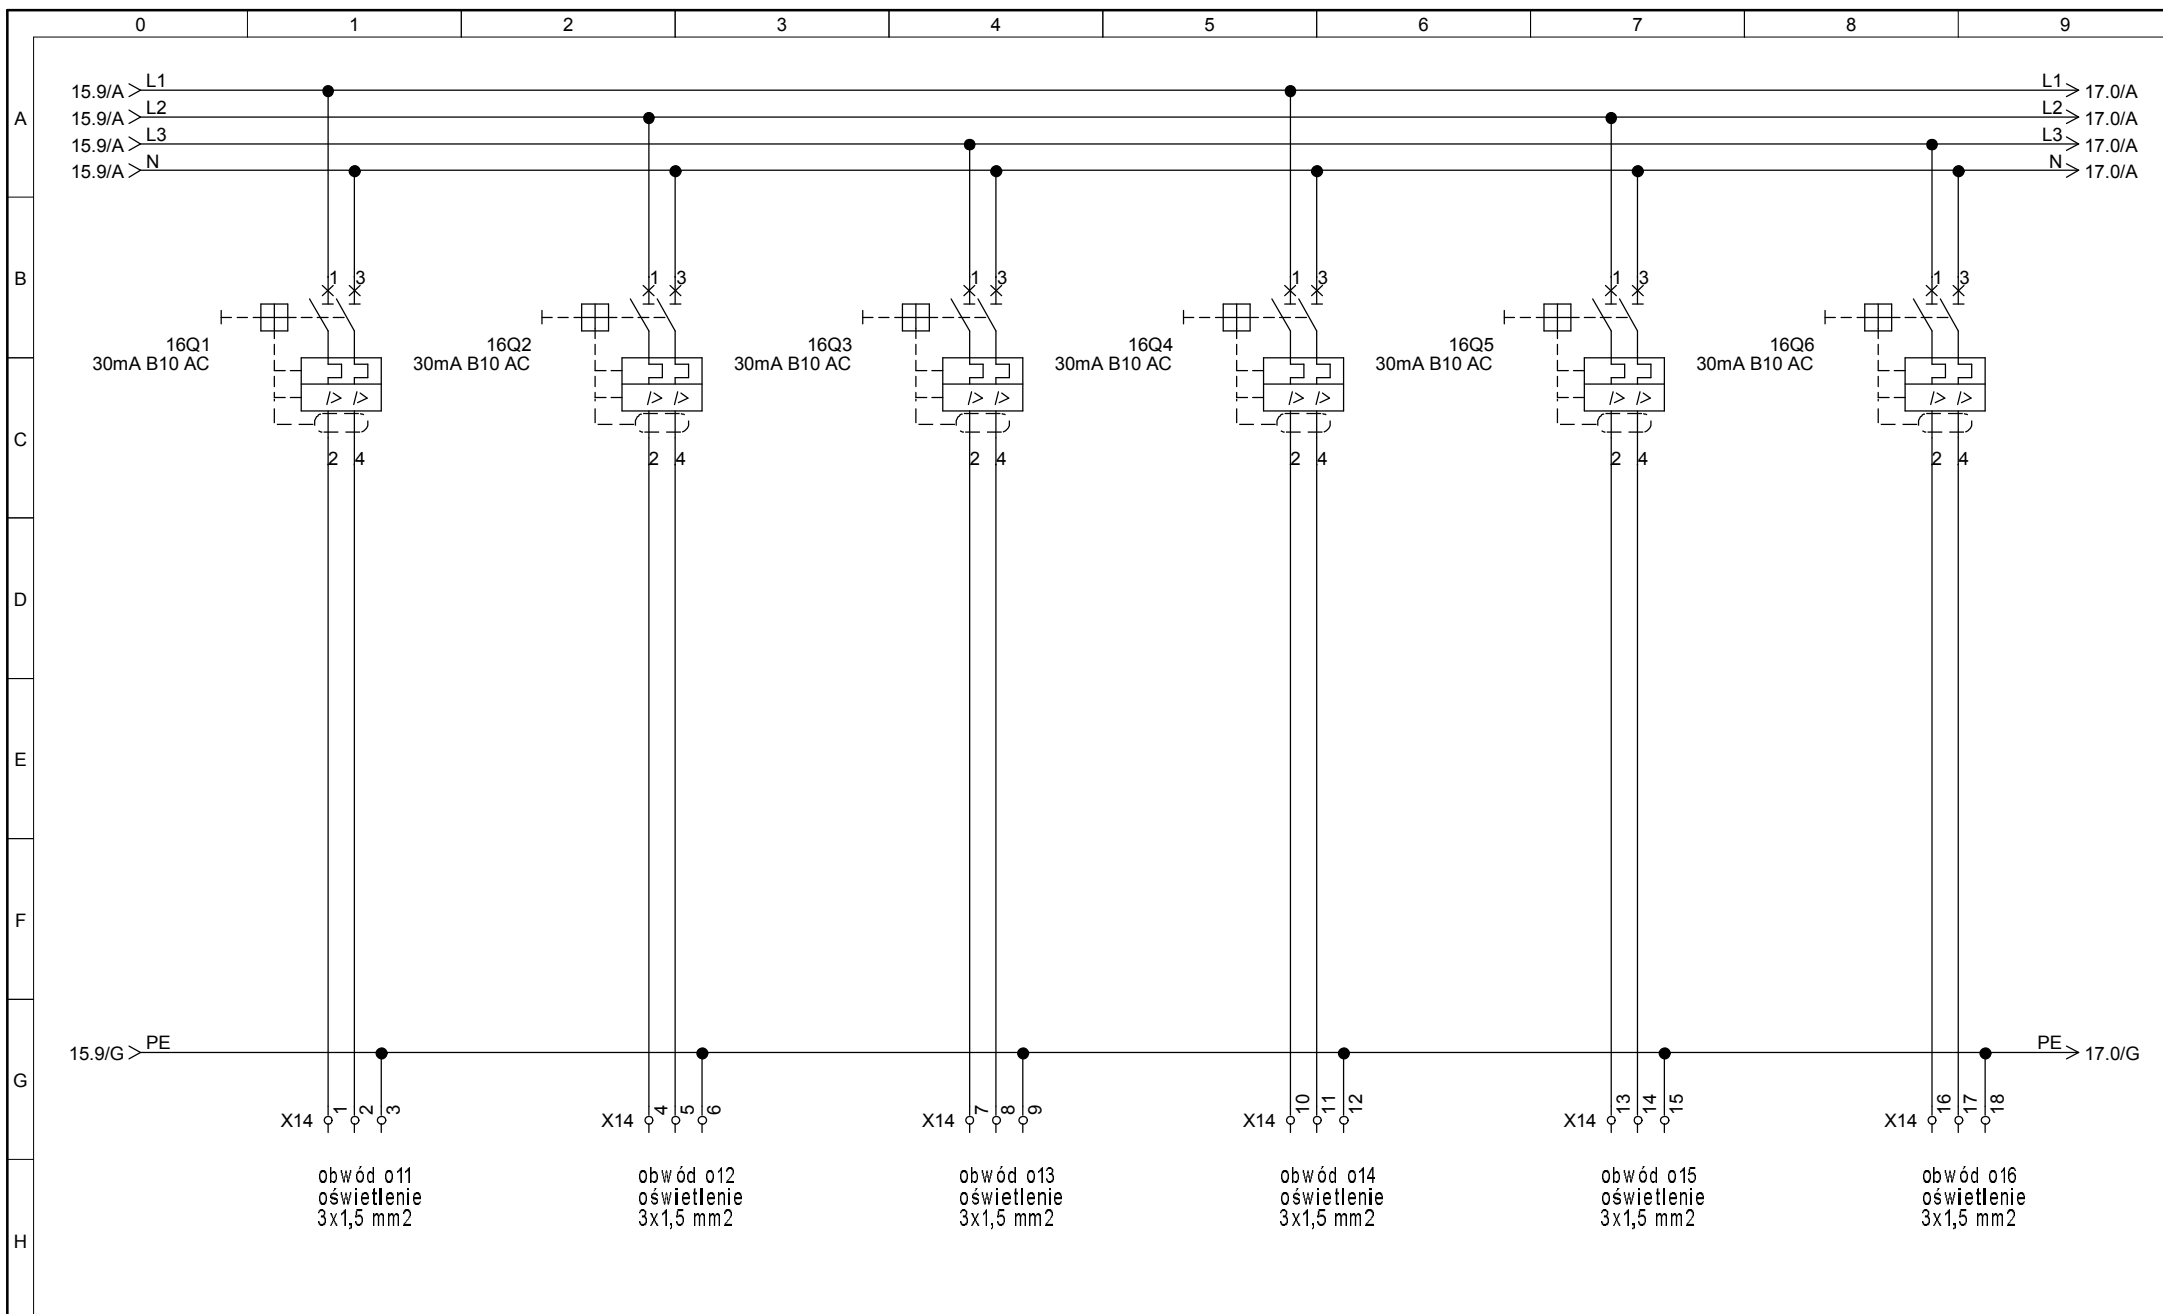 0 1 2 3 4 5 6 7 8 9
A
15.9/A L1 L1 17.0/A
15.9/A L2 L2 17.0/A
15.9/A L3 L3 17.0/A
15.9/A N N 17.0/A
B
1 3 1 3 1 3 1 3 1 3 1 3
16Q1 16Q2 16Q3 16Q4 16Q5 16Q6
30mA B10 AC 30mA B10 AC 30mA B10 AC 30mA B10 AC 30mA B10 AC 30mA B10 AC
I> I> I> I> I> I> I> I> I> I> I> I>
C
2 4 2 4 2 4 2 4 2 4 2 4
D
E
F
15.9/G PE PE 17.0/G
G
X14 1 2 3 X14 4 5 6 X14 7 8 9 X14 10 11 12 X14 13 14 15 X14 16 17 18
obwód o11 obwód o12 obwód o13 obwód o14 obwód o15 obwód o16
oświetlenie oświetlenie oświetlenie oświetlenie oświetlenie oświetlenie
3x1,5 mm2 3x1,5 mm2 3x1,5 mm2 3x1,5 mm2 3x1,5 mm2 3x1,5 mm2
H